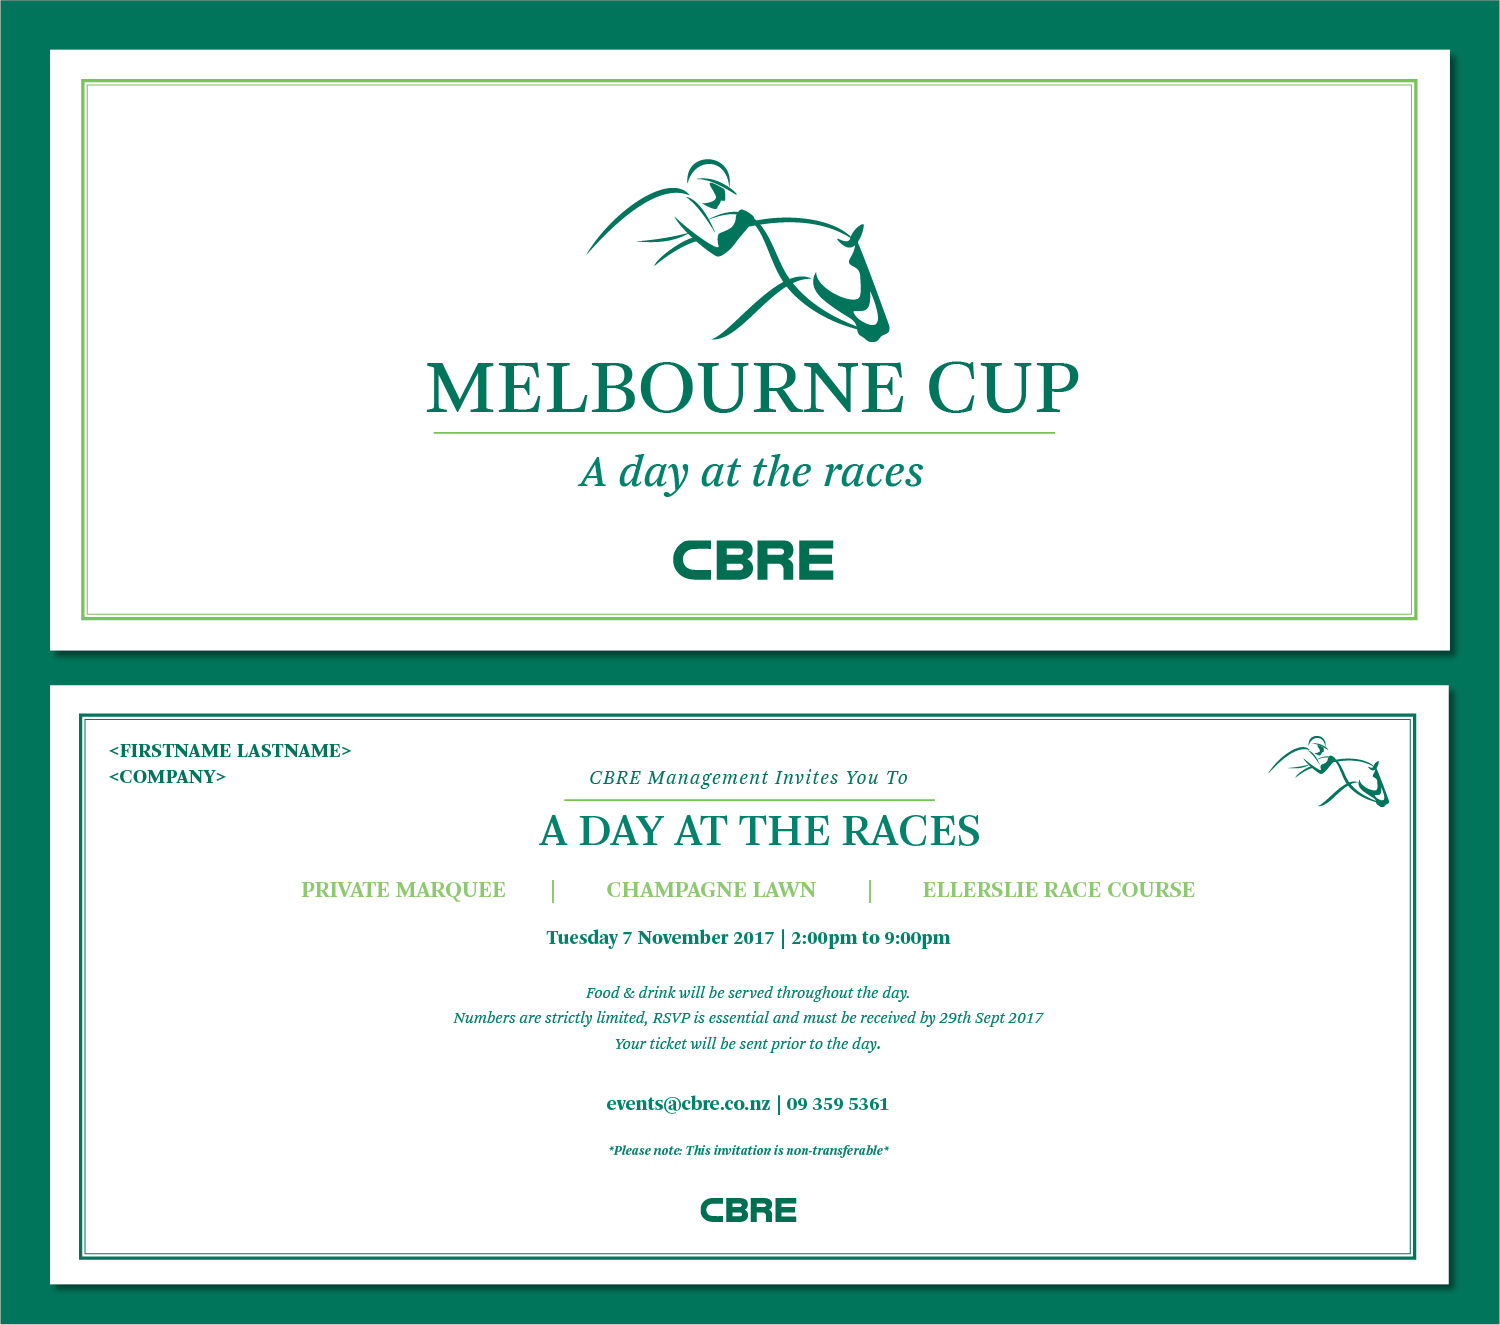 MELBOURNE CUP
A day at the races
CBRE
<FIRSTNAME LASTNAME>
<COMPANY>
CBRE Management Invites You To
A DAY AT THE RACES
PRIVATE MARQUEE | CHAMPAGNE LAWN | ELLERSLIE RACE COURSE
Tuesday 7 November 2017 | 2:00pm to 9:00pm
Food & drink will be served throughout the day.
Numbers are strictly limited, RSVP is essential and must be received by 29th Sept 2017
Your ticket will be sent prior to the day.
events@cbre.co.nz | 09 359 5361
*Please note: This invitation is non-transferable*
CBRE